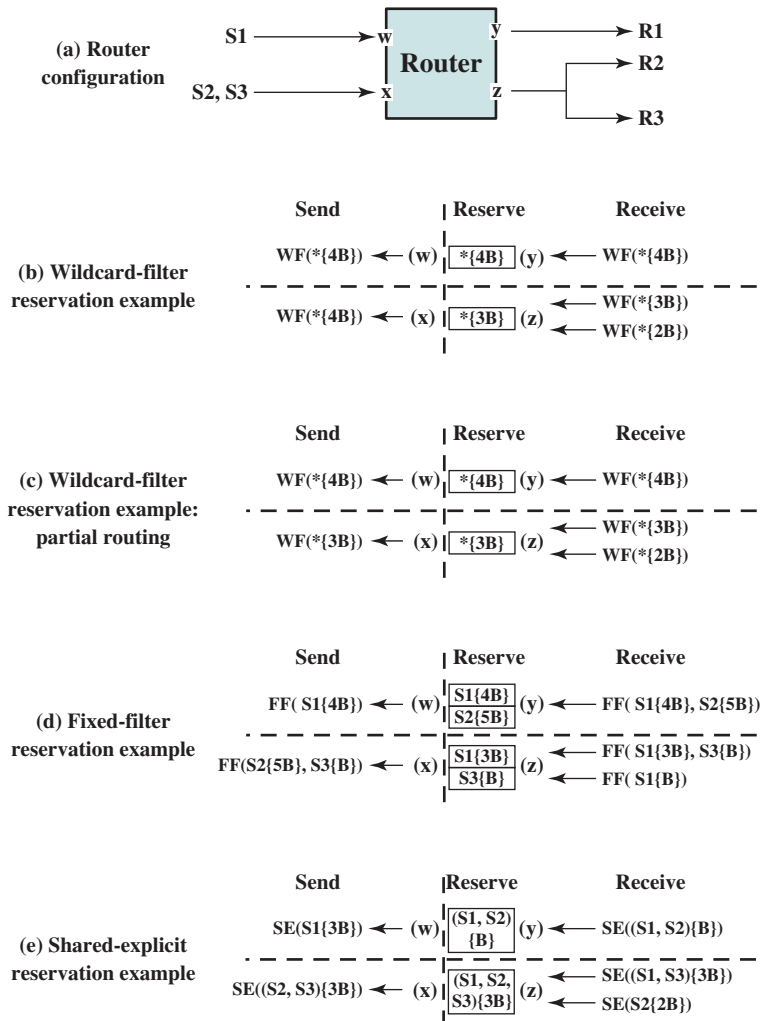 (a) Router
configuration
S1
S2, S3
w
x
Router
y
z
R1
R2
R3
(b) Wildcard-filter
reservation example
Send Reserve Receive
WF(*{4B}) (w) *{4B} (y) WF(*{4B})
WF(*{4B}) (x) *{3B} (z) WF(*{3B})
WF(*{2B})
(c) Wildcard-filter
reservation example:
partial routing
Send Reserve Receive
WF(*{4B}) (w) *{4B} (y) WF(*{4B})
WF(*{3B}) (x) *{3B} (z) WF(*{3B})
WF(*{2B})
(d) Fixed-filter
reservation example
Send Reserve Receive
FF( S1{4B}) (w) S1{4B} (y) FF( S1{4B}, S2{5B})
S2{5B}
FF(S2{5B}, S3{B}) (x) S1{3B} (z) FF( S1{3B}, S3{B})
S3{B} FF( S1{B})
(e) Shared-explicit
reservation example
Send Reserve Receive
SE(S1{3B}) (w) (S1, S2) (y) SE((S1, S2){B})
{B}
SE((S2, S3){3B}) (x) (S1, S2, (z) SE((S1, S3){3B})
S3){3B} SE(S2{2B})